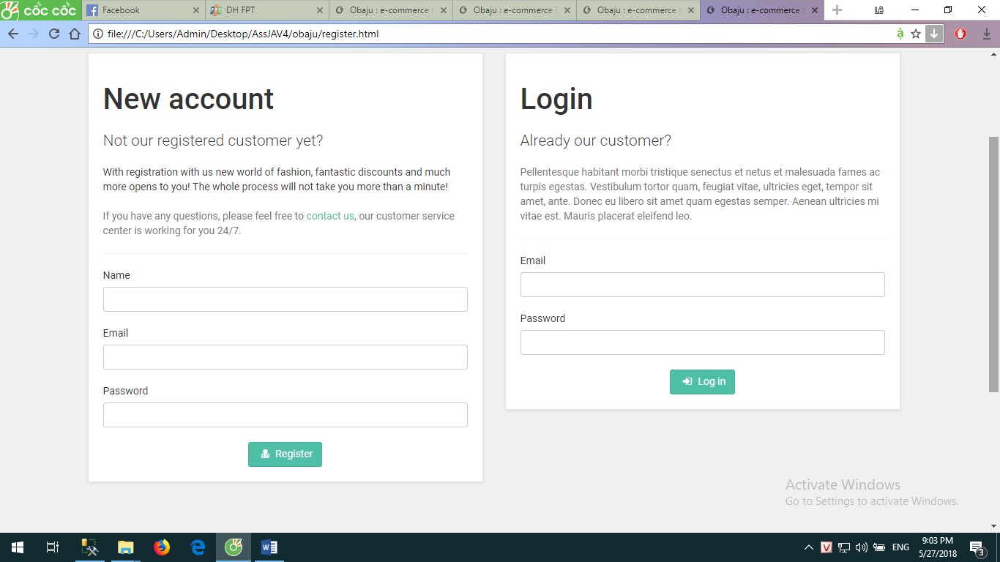 cốc cốc
Facebook
DH FPT
Obaju : e-commerce
Obaju : e-commerce
Obaju : e-commerce
Obaju : e-commerce
file:///C:/Users/Admin/Desktop/AssJAV4/obaju/register.html
New account
Not our registered customer yet?
With registration with us new world of fashion, fantastic discounts and much
more opens to you! The whole process will not take you more than a minute!
If you have any questions, please feel free to contact us, our customer service
center is working for you 24/7.
Name
Email
Password
Register
Login
Already our customer?
Pellentesque habitant morbi tristique senectus et netus et malesuada fames ac
turpis egestas. Vestibulum tortor quam, feugiat vitae, ultricies eget, tempor sit
amet, ante. Donec eu libero sit amet quam egestas semper. Aenean ultricies mi
vitae est. Mauris placerat eleifend leo.
Email
Password
Log in
Activate Windows
Go to Settings to activate Windows.
ENG
9:03 PM
5/27/2018
3